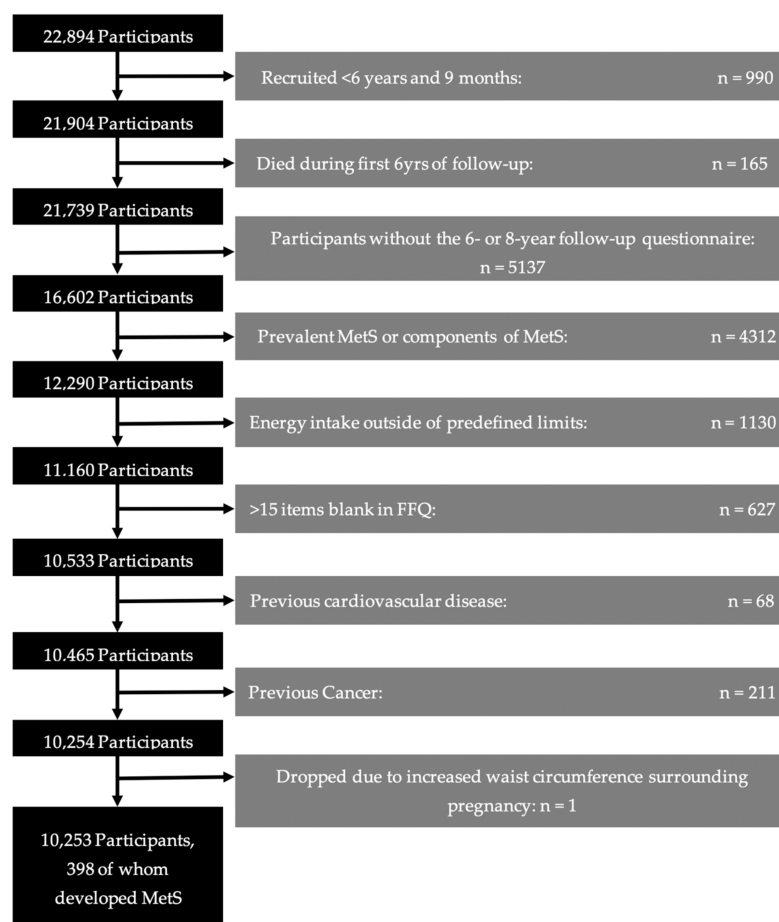 22,894 Participants
Recruited <6 years and 9 months: n = 990
21,904 Participants
Died during first 6yrs of follow-up: n = 165
21,739 Participants
Participants without the 6- or 8-year follow-up questionnaire:
n = 5137
16,602 Participants
Prevalent MetS or components of MetS: n = 4312
12,290 Participants
Energy intake outside of predefined limits: n = 1130
11,160 Participants
>15 items blank in FFQ: n = 627
10,533 Participants
Previous cardiovascular disease: n = 68
10,465 Participants
Previous Cancer: n = 211
10,254 Participants
Dropped due to increased waist circumference surrounding
pregnancy: n = 1
10,253 Participants,
398 of whom
developed MetS